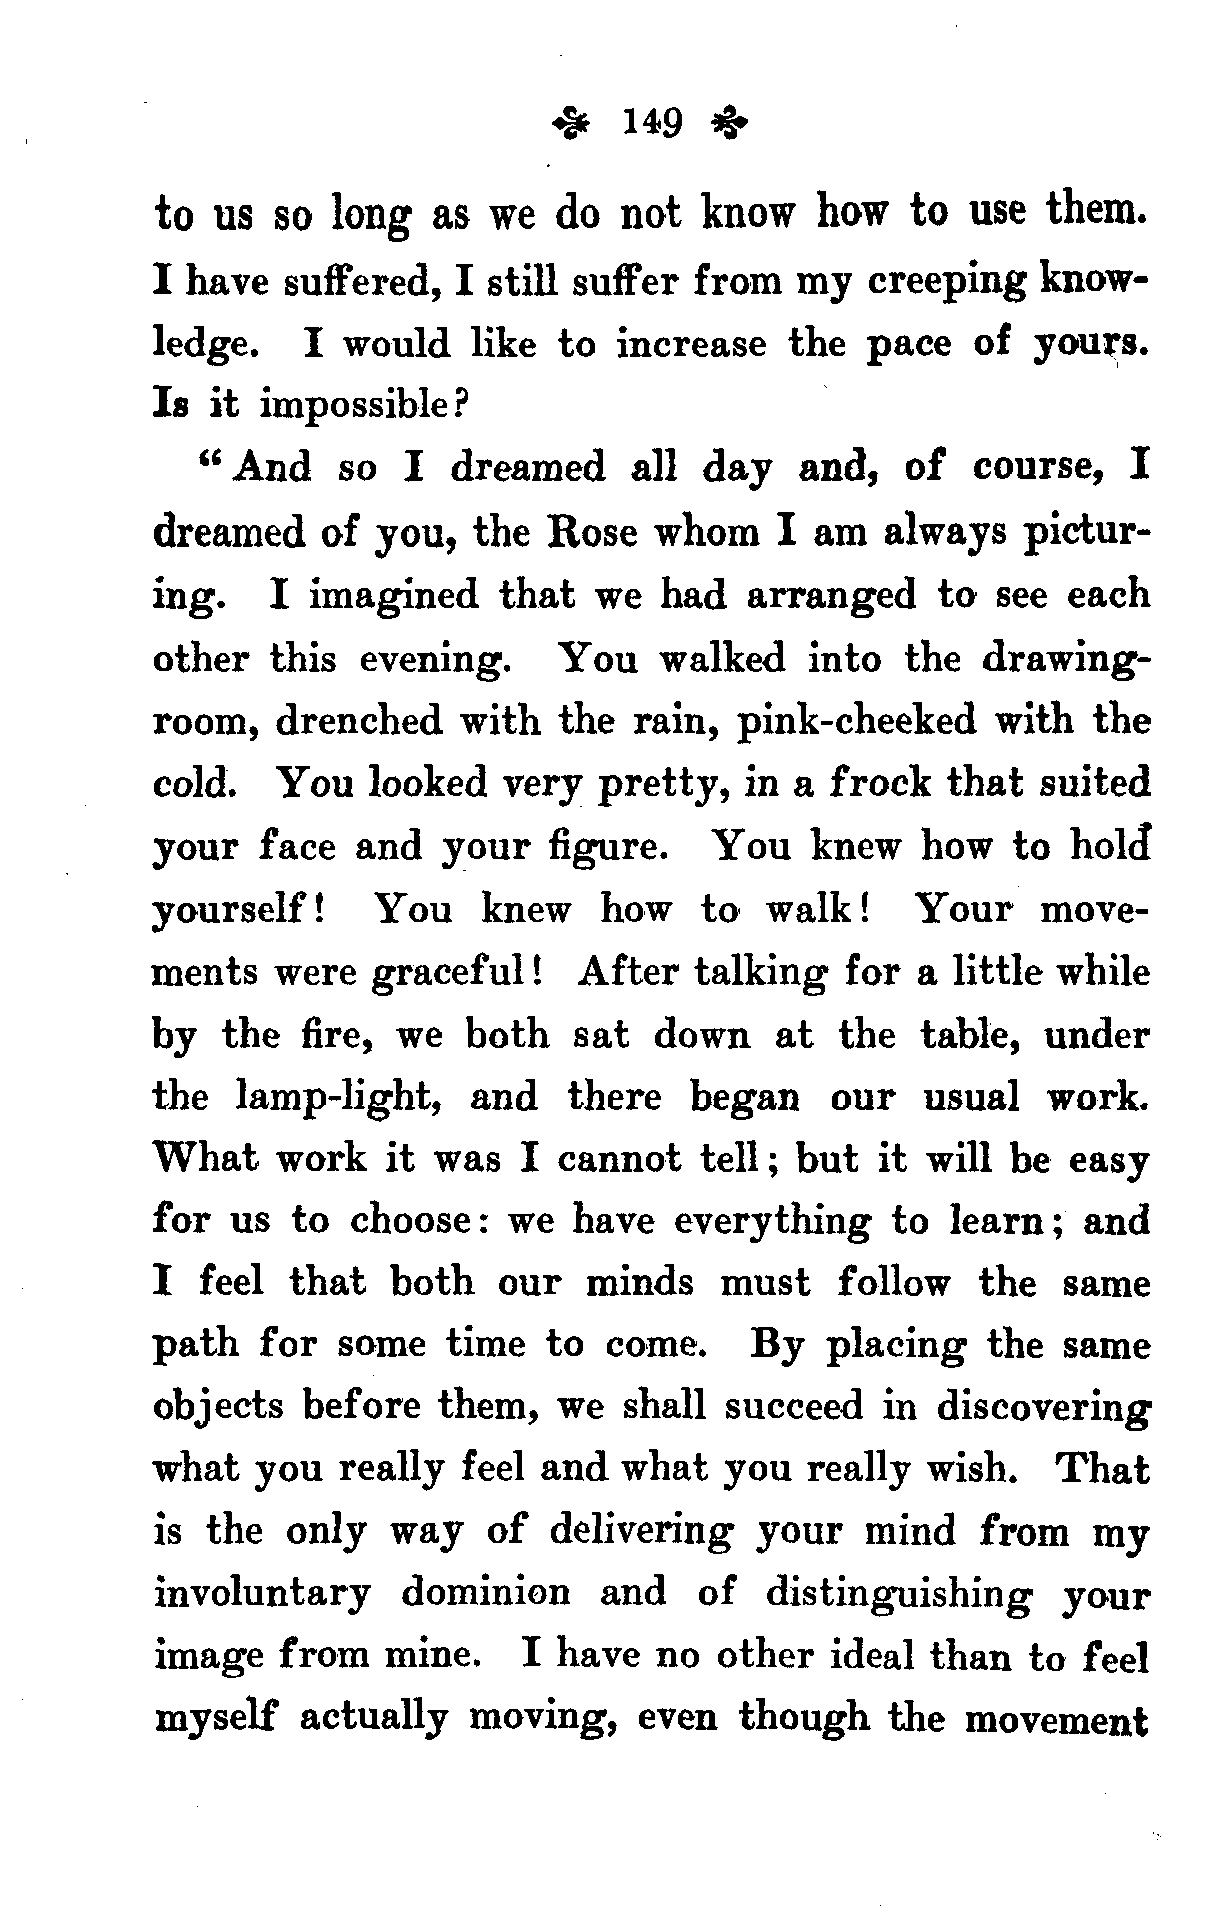 149
to us so long as we do not know how to use them.
I have suffered, I still suffer from my creeping know-
ledge. I would like to increase the pace of yours.
Is it impossible?
“And so I dreamed all day and, of course, I
dreamed of you, the Rose whom I am always pictur-
ing. I imagined that we had arranged to see each
other this evening. You walked into the drawing-
room, drenched with the rain, pink-cheeked with the
cold. You looked very pretty, in a frock that suited
your face and your figure. You knew how to hold
yourself! You knew how to walk! Your move-
ments were graceful! After talking for a little while
by the fire, we both sat down at the table, under
the lamp-light, and there began our usual work.
What work it was I cannot tell; but it will be easy
for us to choose: we have everything to learn; and
I feel that both our minds must follow the same
path for some time to come. By placing the same
objects before them, we shall succeed in discovering
what you really feel and what you really wish. That
is the only way of delivering your mind from my
involuntary dominion and of distinguishing your
image from mine. I have no other ideal than to feel
myself actually moving, even though the movement